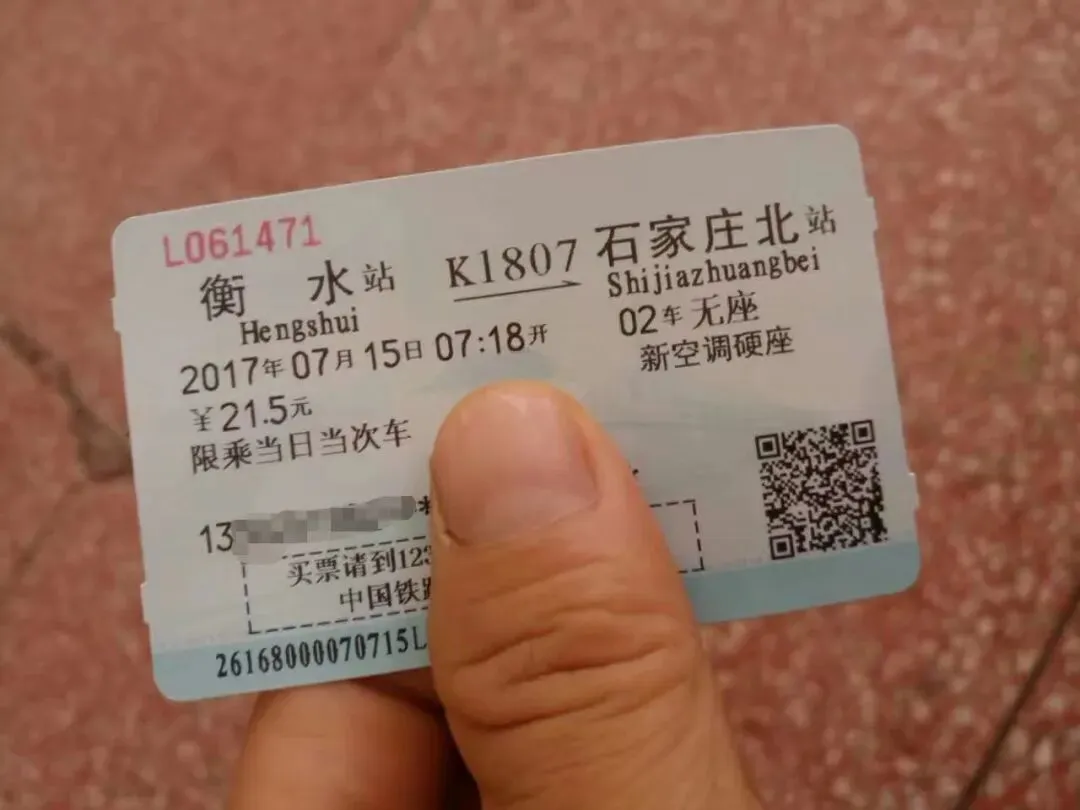 L061471
衡 水站 K1807 石家庄北站
Hengshui Shijiazhuangbei
2017年07月15日07:18开 02车 无座
¥21.5元 新空调硬座
限乘当日当次车
13
买票请到123
中国铁路
26168000070715L